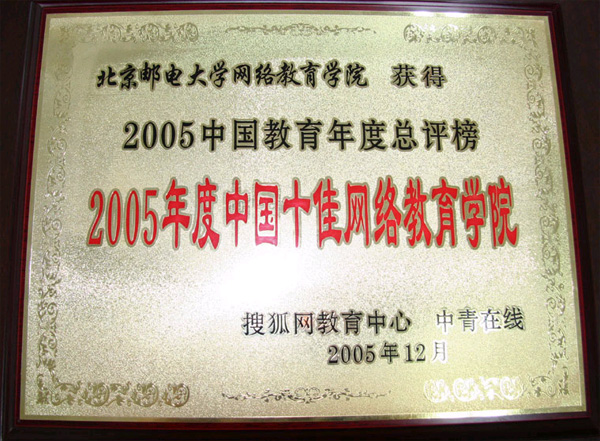 北京邮电大学网络教育学院 获得
2005中国教育年度总评榜
2005年度中国十佳网络教育学院
搜狐网教育中心 中青在线
2005年12月